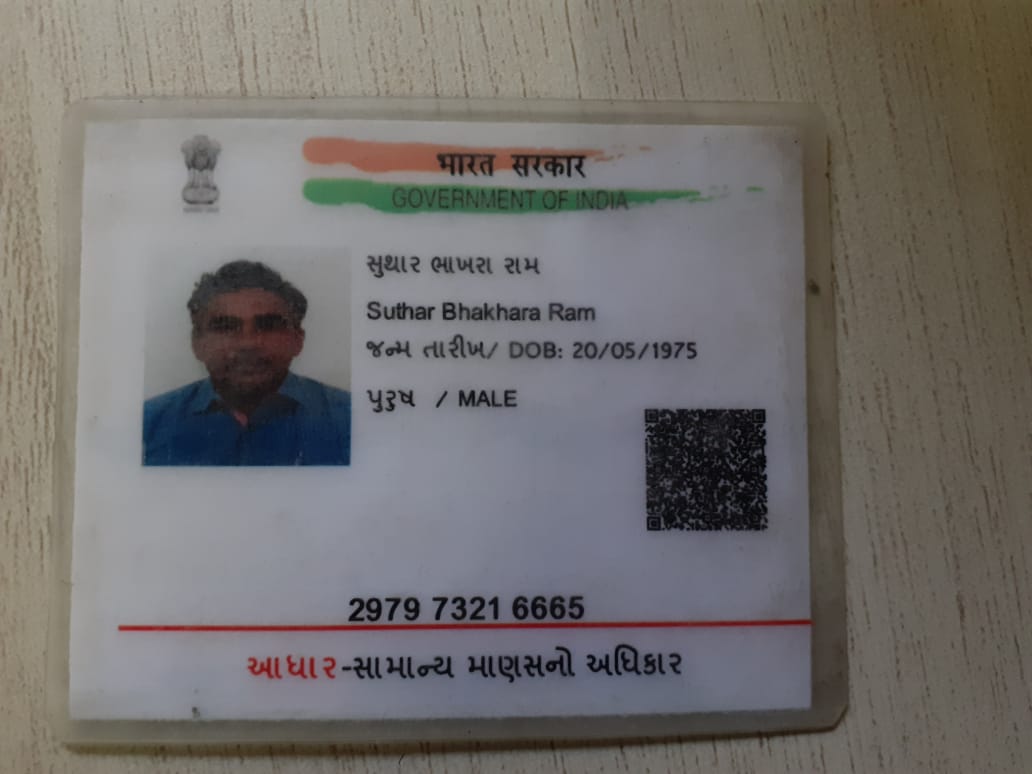 भारत सरकार
GOVERNMENT OF INDIA
સુથાર ભાખરા રામ
Suthar Bhakhara Ram
જન્મ તારીખ/ DOB: 20/05/1975
પુરુષ / MALE
2979 7321 6665
આધાર-સામાન્ય માણસનો અધિકાર